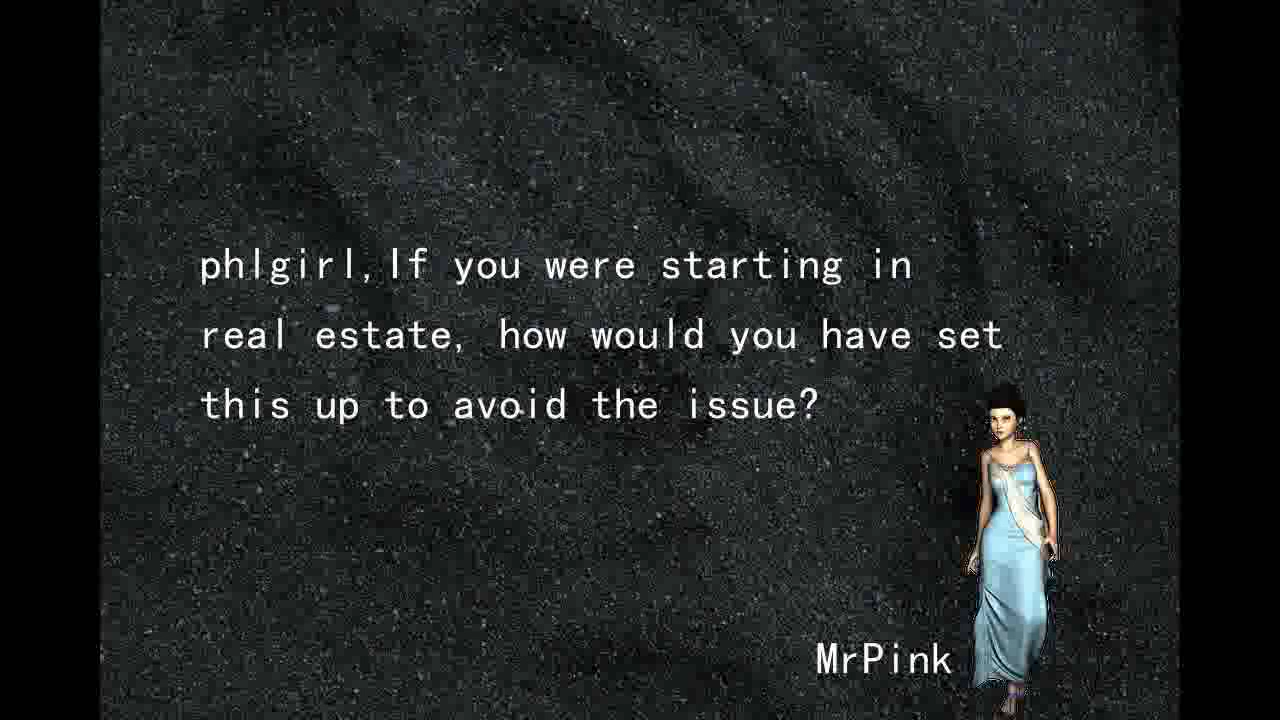 phlgirl,If you were starting in
real estate, how would you have set
this up to avoid the issue?
MrPink